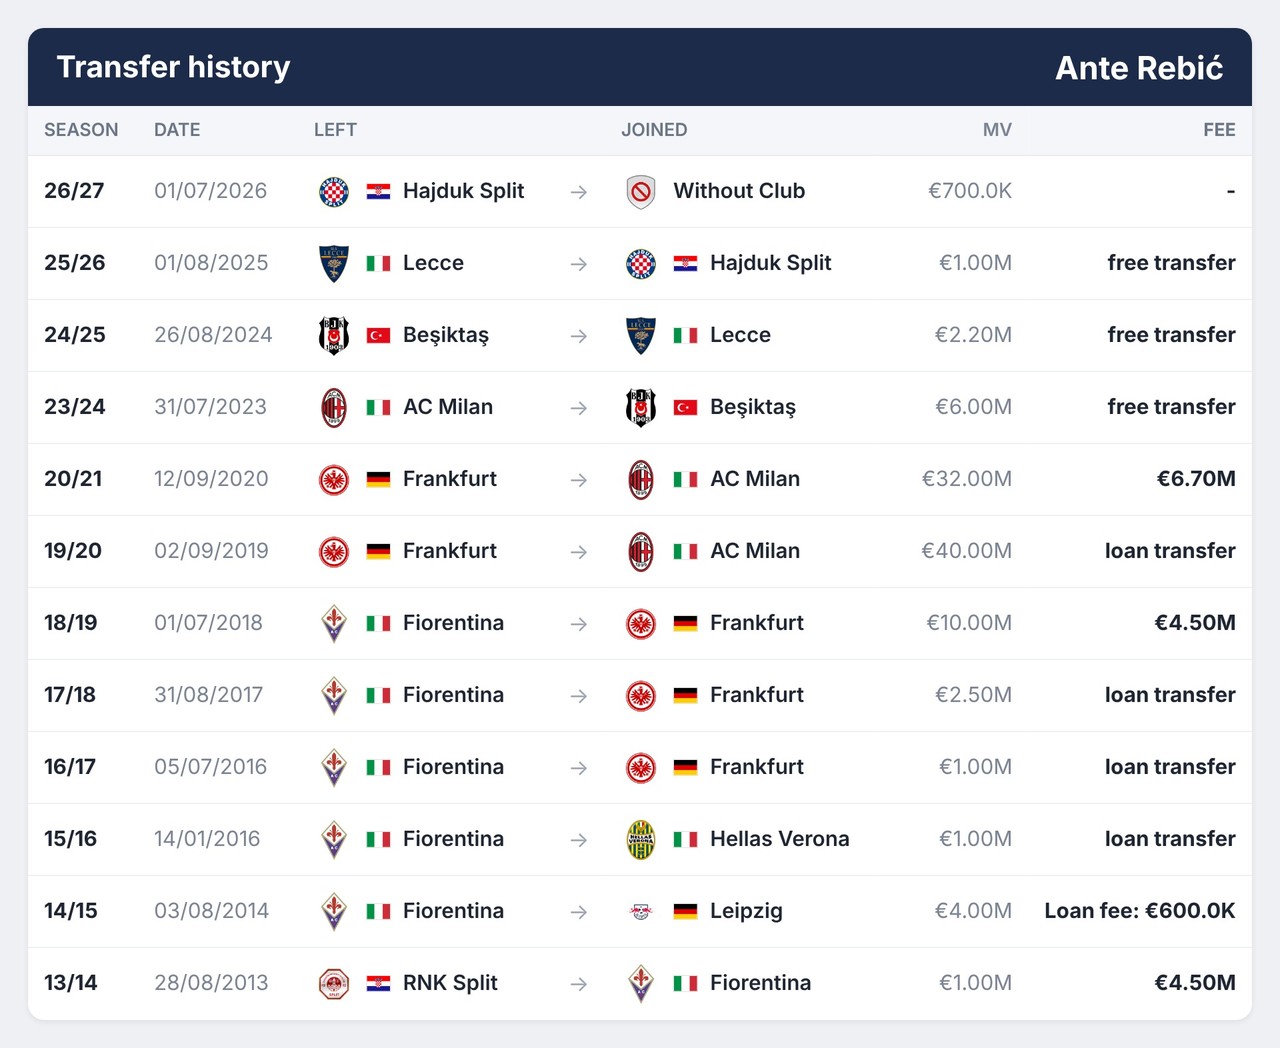 Transfer history Ante Rebić
SEASON DATE LEFT JOINED MV FEE
26/27 01/07/2026 Hajduk Split → Without Club €700.0K -
25/26 01/08/2025 Lecce → Hajduk Split €1.00M free transfer
24/25 26/08/2024 Beşiktaş → Lecce €2.20M free transfer
23/24 31/07/2023 AC Milan → Beşiktaş €6.00M free transfer
20/21 12/09/2020 Frankfurt → AC Milan €32.00M €6.70M
19/20 02/09/2019 Frankfurt → AC Milan €40.00M loan transfer
18/19 01/07/2018 Fiorentina → Frankfurt €10.00M €4.50M
17/18 31/08/2017 Fiorentina → Frankfurt €2.50M loan transfer
16/17 05/07/2016 Fiorentina → Frankfurt €1.00M loan transfer
15/16 14/01/2016 Fiorentina → Hellas Verona €1.00M loan transfer
14/15 03/08/2014 Fiorentina → Leipzig €4.00M Loan fee: €600.0K
13/14 28/08/2013 RNK Split → Fiorentina €1.00M €4.50M